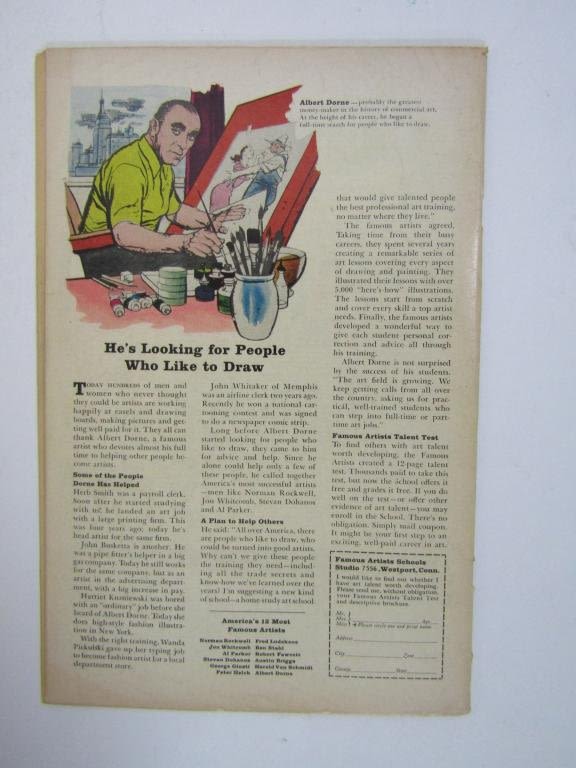 Albert Dorne—probably the greatest
money-maker in the history of commercial art.
At the height of his career, he began a
full-time search for people who like to draw.
He's Looking for People
Who Like to Draw
TODAY HUNDREDS of men and
women who never thought
they could be artists are working
happily at easels and drawing
boards, making pictures and get-
ting well paid for it. They all can
thank Albert Dorne, a famous
artist who devotes almost his full
time to helping other people be-
come artists.
Some of the People
Dorne Has Helped
Herb Smith was a payroll clerk.
Soon after he started studying
with us he landed an art job
with a large printing firm. This
was four years ago; today he's
head artist for the same firm.
John Busketta is another. He
was a pipe fitter's helper in a big
gas company. Today he still works
for the same company, but as an
artist in the advertising depart-
ment, with a big increase in pay.
Harriet Kuzniewski was bored
with an "ordinary" job before she
heard of Albert Dorne. Today she
does high-style fashion illustra-
tion in New York.
With the right training, Wanda
Pickulski gave up her typing job
to become fashion artist for a local
department store.
John Whitaker of Memphis
was an airline clerk two years ago.
Recently he won a national car-
tooning contest and was signed
to do a newspaper comic strip.
Long before Albert Dorne
started looking for people who
like to draw, they came to him
for advice and help. Since he
alone could help only a few of
these people, he called together
America's most successful artists
—men like Norman Rockwell,
Jon Whitcomb, Stevan Dohanos
and Al Parker.
A Plan to Help Others
He said: "All over America, there
are people who like to draw, who
could be turned into good artists.
Why can't we give these people
the training they need—includ-
ing all the trade secrets and
know how we've learned over the
years? I'm suggesting a new kind
of school—a home-study art school
America's 12 Most
Famous Artists
Norman Rockwell Fred Ludekens
Jon Whitcomb Ben Stahl
Al Parker Robert Fawcett
Stevan Dohanos Austin Briggs
George Giusti Harold Von Schmidt
Peter Helck Albert Dorne
that would give talented people
the best professional art training,
no matter where they live."
The famous artists agreed.
Taking time from their busy
careers, they spent several years
creating a remarkable series of
art lessons covering every aspect
of drawing and painting. They
illustrated their lessons with over
5,000 "here's-how" illustrations.
The lessons start from scratch
and cover every skill a top artist
needs. Finally, the famous artists
developed a wonderful way to
give each student personal cor-
rection and advice all through
his training.
Albert Dorne is not surprised
by the success of his students.
"The art field is growing. We
keep getting calls from all over
the country, asking us for prac-
tical, well-trained students who
can step into full-time or part-
time art jobs."
Famous Artists Talent Test
To find others with art talent
worth developing, the Famous
Artists created a 12-page talent
test. Thousands paid to take this
test, but now the school offers it
free and grades it free. If you do
well on the test—or offer other
evidence of art talent—you may
enroll in the School. There's no
obligation. Simply mail coupon.
It might be your first step to an
exciting, well-paid career in art.
Famous Artists Schools
Studio 7556, Westport, Conn.
I would like to find out whether I
have art talent worth developing.
Please send me, without obligation,
your Famous Artists Talent Test
and descriptive brochure.
Mr.
Mrs. Age
Miss Please circle one and print name
Address
City Zone
County State